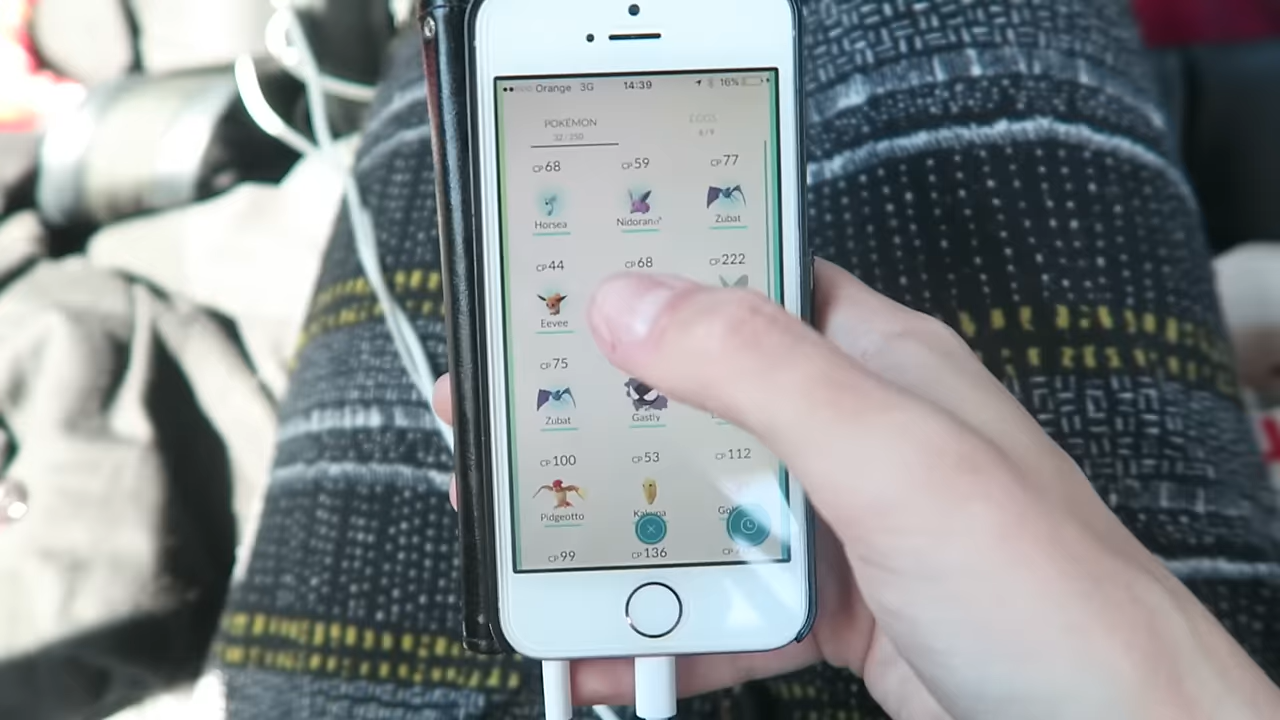 Orange 3G 14:39 16%
POKÉMON EGGS
32/250 6/9
CP68 CP59 CP77
Horsea Nidoran♂ Zubat
CP44 CP68 CP222
Eevee
CP75
Zubat Gastly
CP100 CP53 CP112
Pidgeotto Kakuna
CP99 CP136